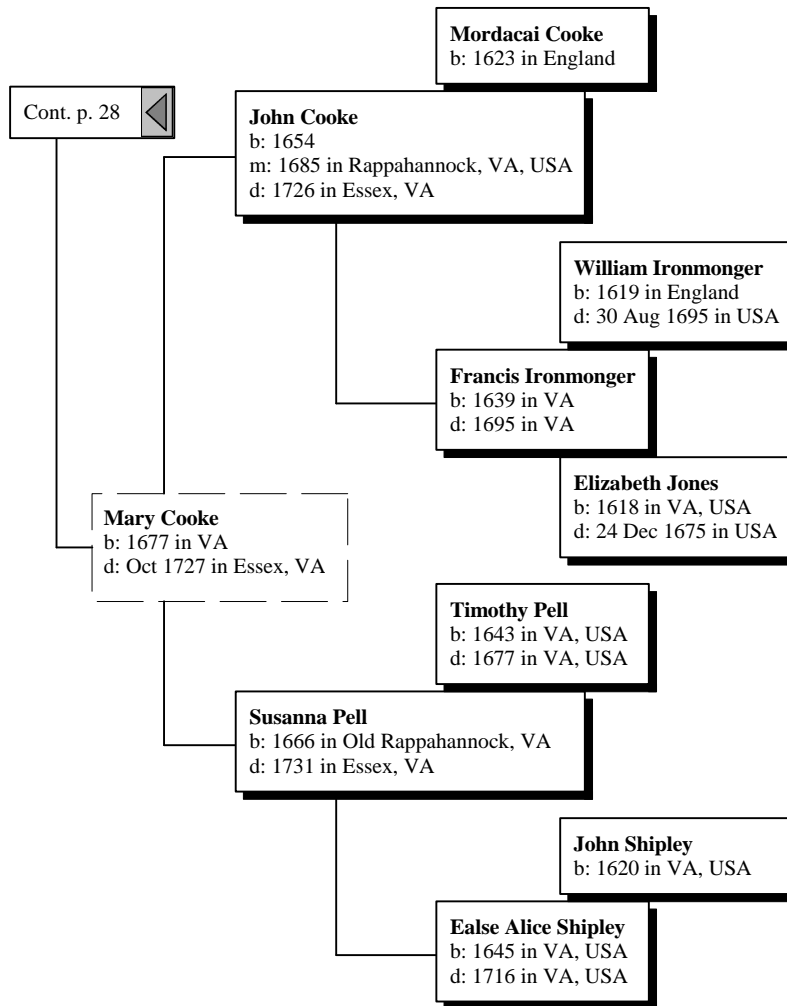 Mordacai Cooke
b: 1623 in England
Cont. p. 28
John Cooke
b: 1654
m: 1685 in Rappahannock, VA, USA
d: 1726 in Essex, VA
William Ironmonger
b: 1619 in England
d: 30 Aug 1695 in USA
Francis Ironmonger
b: 1639 in VA
d: 1695 in VA
Elizabeth Jones
b: 1618 in VA, USA
d: 24 Dec 1675 in USA
Mary Cooke
b: 1677 in VA
d: Oct 1727 in Essex, VA
Timothy Pell
b: 1643 in VA, USA
d: 1677 in VA, USA
Susanna Pell
b: 1666 in Old Rappahannock, VA
d: 1731 in Essex, VA
John Shipley
b: 1620 in VA, USA
Ealse Alice Shipley
b: 1645 in VA, USA
d: 1716 in VA, USA